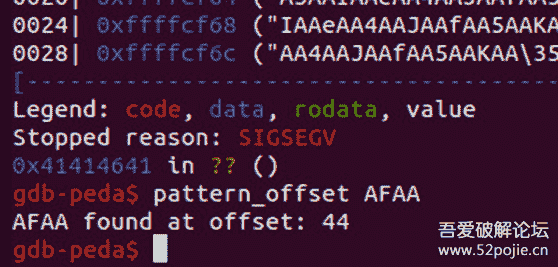 0024| 0xffffcf68 ("IAAeAA4AAJAAfAA5AAKA
0028| 0xffffcf6c ("AA4AAJAAfAA5AAKAA\35
[------------------------------------
Legend: code, data, rodata, value
Stopped reason: SIGSEGV
0x41414641 in ?? ()
gdb-peda$ pattern_offset AFAA
AFAA found at offset: 44
gdb-peda$
吾爱破解论坛
www.52pojie.cn